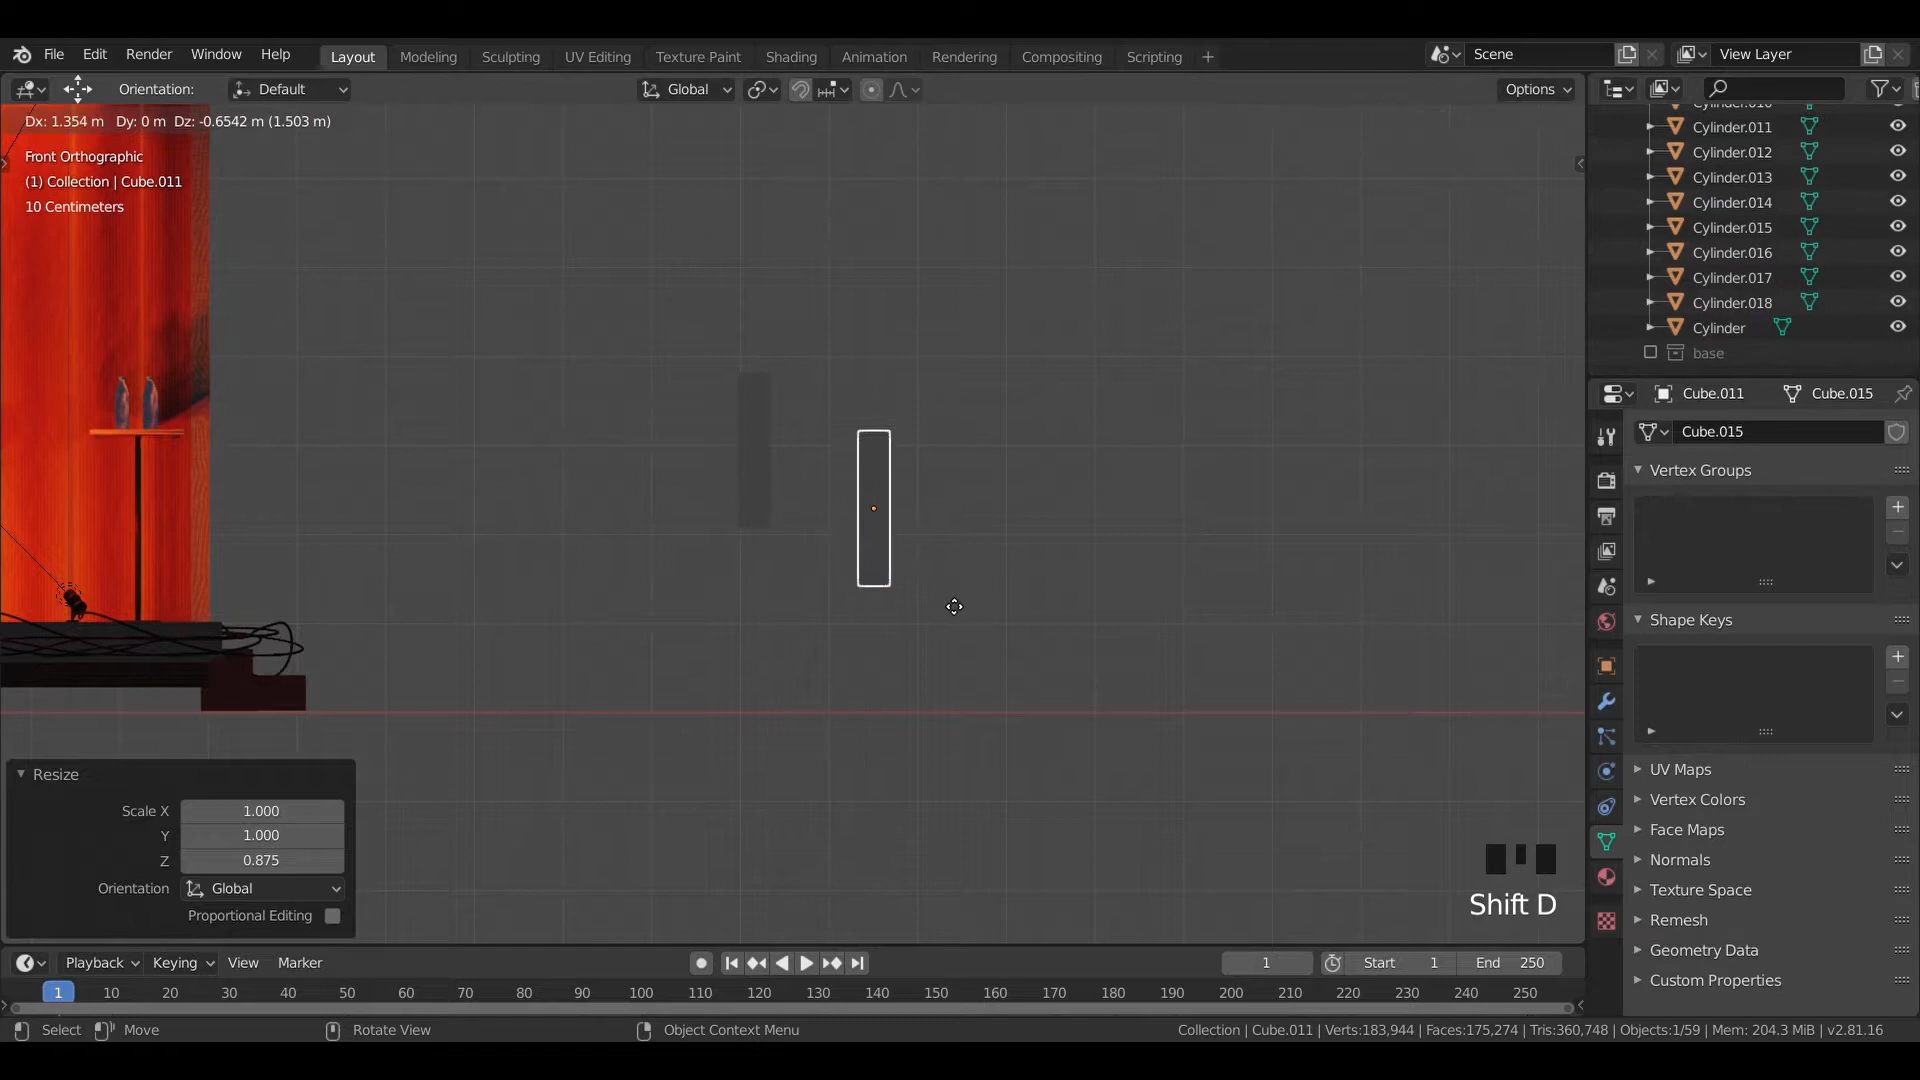 File Edit Render Window Help Layout Modeling Sculpting UV Editing Texture Paint Shading Animation Rendering Compositing Scripting + Scene View Layer
Orientation: Default Global Options
Dx: 1.354 m Dy: 0 m Dz: -0.6542 m (1.503 m)
Front Orthographic
(1) Collection | Cube.011
10 Centimeters
Cylinder.011
Cylinder.012
Cylinder.013
Cylinder.014
Cylinder.015
Cylinder.016
Cylinder.017
Cylinder.018
Cylinder
base
Cube.011 Cube.015
Cube.015
Vertex Groups
Shape Keys
UV Maps
Vertex Colors
Face Maps
Normals
Texture Space
Remesh
Geometry Data
Custom Properties
Resize
Scale X 1.000
Y 1.000
Z 0.875
Orientation Global
Proportional Editing
Shift D
Playback Keying View Marker 1 Start 1 End 250
1 10 20 30 40 50 60 70 80 90 100 110 120 130 140 150 160 170 180 190 200 210 220 230 240 250
Select Move Rotate View Object Context Menu Collection | Cube.011 | Verts:183,944 | Faces:175,274 | Tris:360,748 | Objects:1/59 | Mem: 204.3 MiB | v2.81.16